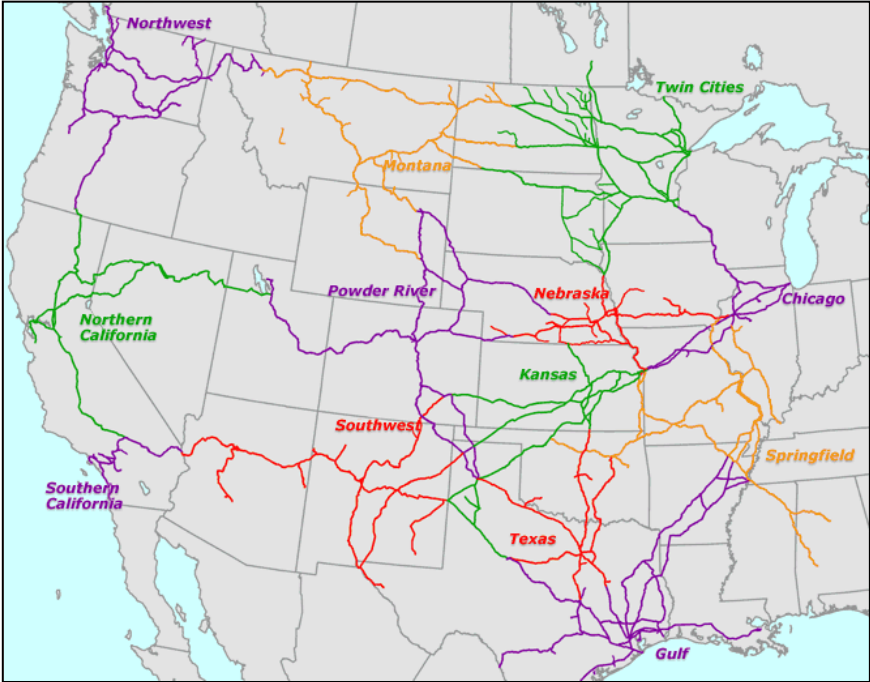 Northwest
Twin Cities
Montana
Powder River
Nebraska
Chicago
Northern
California
Kansas
Southwest
Springfield
Southern
California
Texas
Gulf